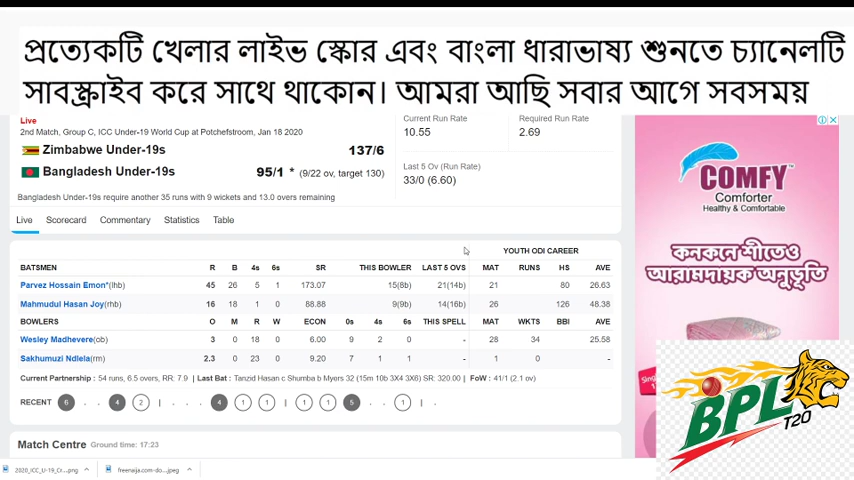 প্রত্যেকটি খেলার লাইভ স্কোর এবং বাংলা ধারাভাষ্য শুনতে চ্যানেলটি
সাবস্ক্রাইব করে সাথে থাকোন। আমরা আছি সবার আগে সবসময়
Live
2nd Match, Group C, ICC Under-19 World Cup at Potchefstroom, Jan 18 2020
Zimbabwe Under-19s 137/6
Bangladesh Under-19s 95/1 * (9/22 ov, target 130)
Bangladesh Under-19s require another 35 runs with 9 wickets and 13.0 overs remaining
Current Run Rate Required Run Rate
10.55 2.69
Last 5 Ov (Run Rate)
33/0 (6.60)
Live Scorecard Commentary Statistics Table
YOUTH ODI CAREER
BATSMEN R B 4s 6s SR THIS BOWLER LAST 5 OVS MAT RUNS HS AVE
Parvez Hossain Emon*(lhb) 45 26 5 1 173.07 15(8b) 21(14b) 21 80 26.63
Mahmudul Hasan Joy(rhb) 16 18 1 0 88.88 9(9b) 14(16b) 26 126 48.38
BOWLERS O M R W ECON 0s 4s 6s THIS SPELL MAT WKTS BBI AVE
Wesley Madhevere(ob) 3 0 18 0 6.00 9 2 0 - 28 34 25.58
Sakhumuzi Ndlela(rm) 2.3 0 23 0 9.20 7 1 1 - 1 0 -
Current Partnership : 54 runs, 6.5 overs, RR: 7.9 | Last Bat : Tanzid Hasan c Shumba b Myers 32 (15m 10b 3X4 3X6) SR: 320.00 | FoW : 41/1 (2.1 ov)
RECENT 6 . . 4 2 | . . 4 1 1 | 1 1 5 . . 1 | .
Match Centre Ground time: 17:23
2020_ICC_U-19_Cr....png freenaija.com-do....jpeg
COMFY
Comforter
Healthy & Comfortable
কনকনে শীতেও
আরামদায়ক অনুভূতি
BPL
T20